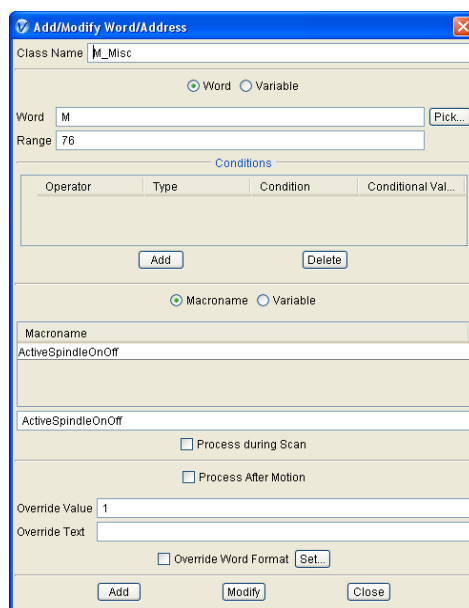 Add/Modify Word/Address
Class Name M_Misc
Word Variable
Word M Pick...
Range 76
Conditions
Operator Type Condition Conditional Val...
Add Delete
Macroname Variable
Macroname
ActiveSpindleOnOff
ActiveSpindleOnOff
Process during Scan
Process After Motion
Override Value 1
Override Text
Override Word Format Set...
Add Modify Close